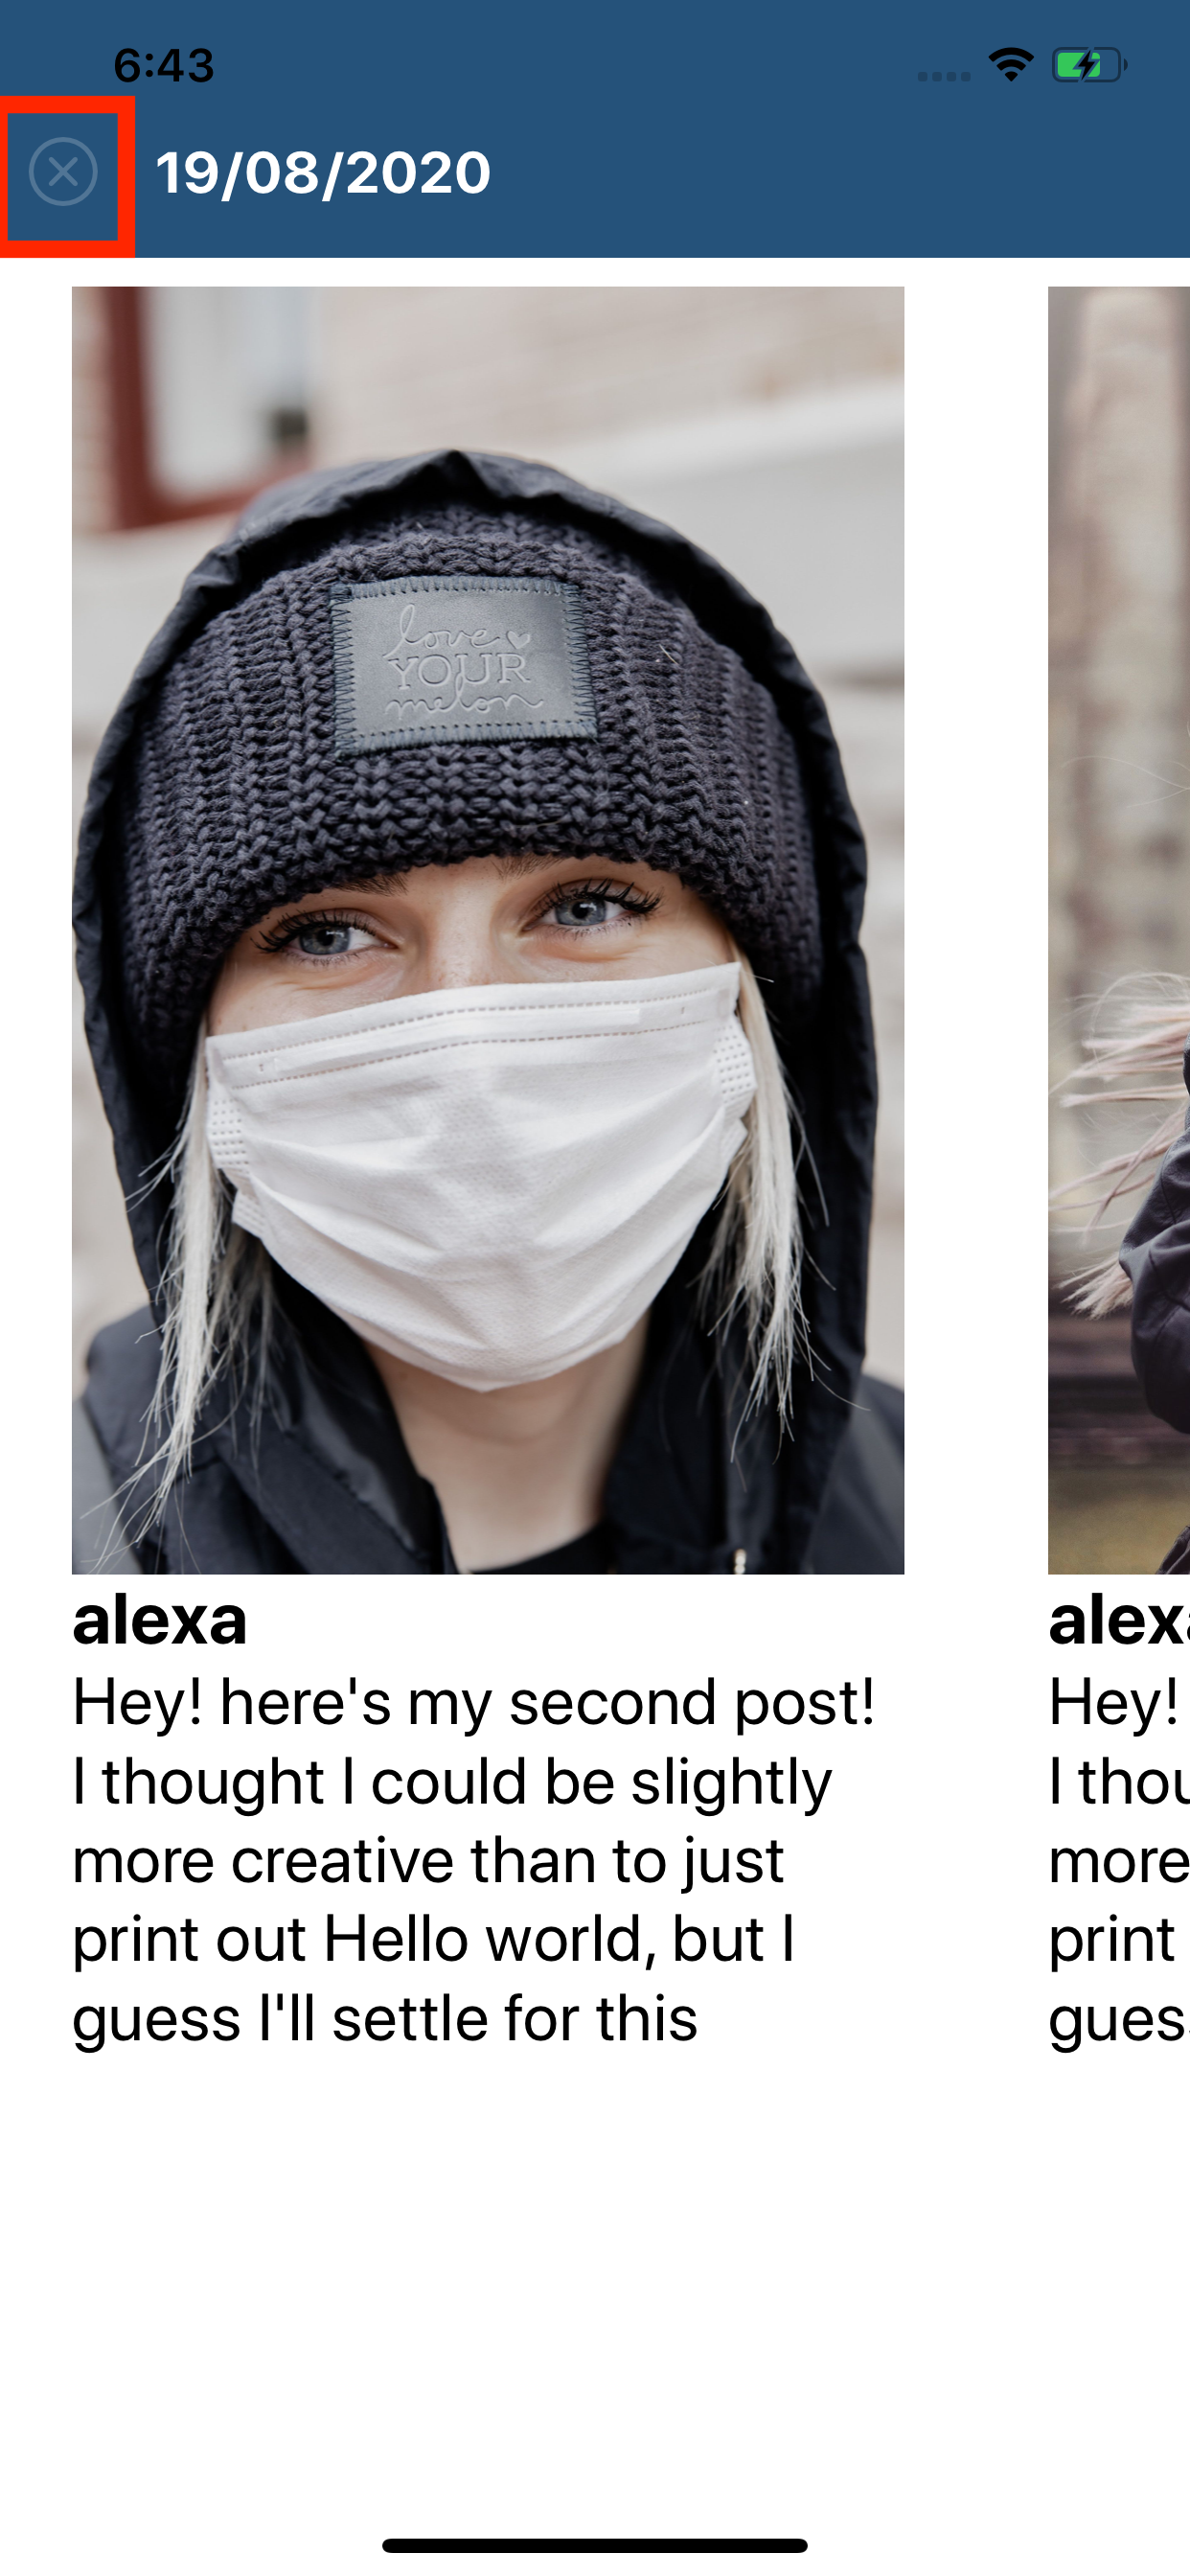 6:43
19/08/2020
love
YOUR
melon
alexa
Hey! here's my second post!
I thought I could be slightly
more creative than to just
print out Hello world, but I
guess I'll settle for this
alexa
Hey!
I thou
more
print
gues